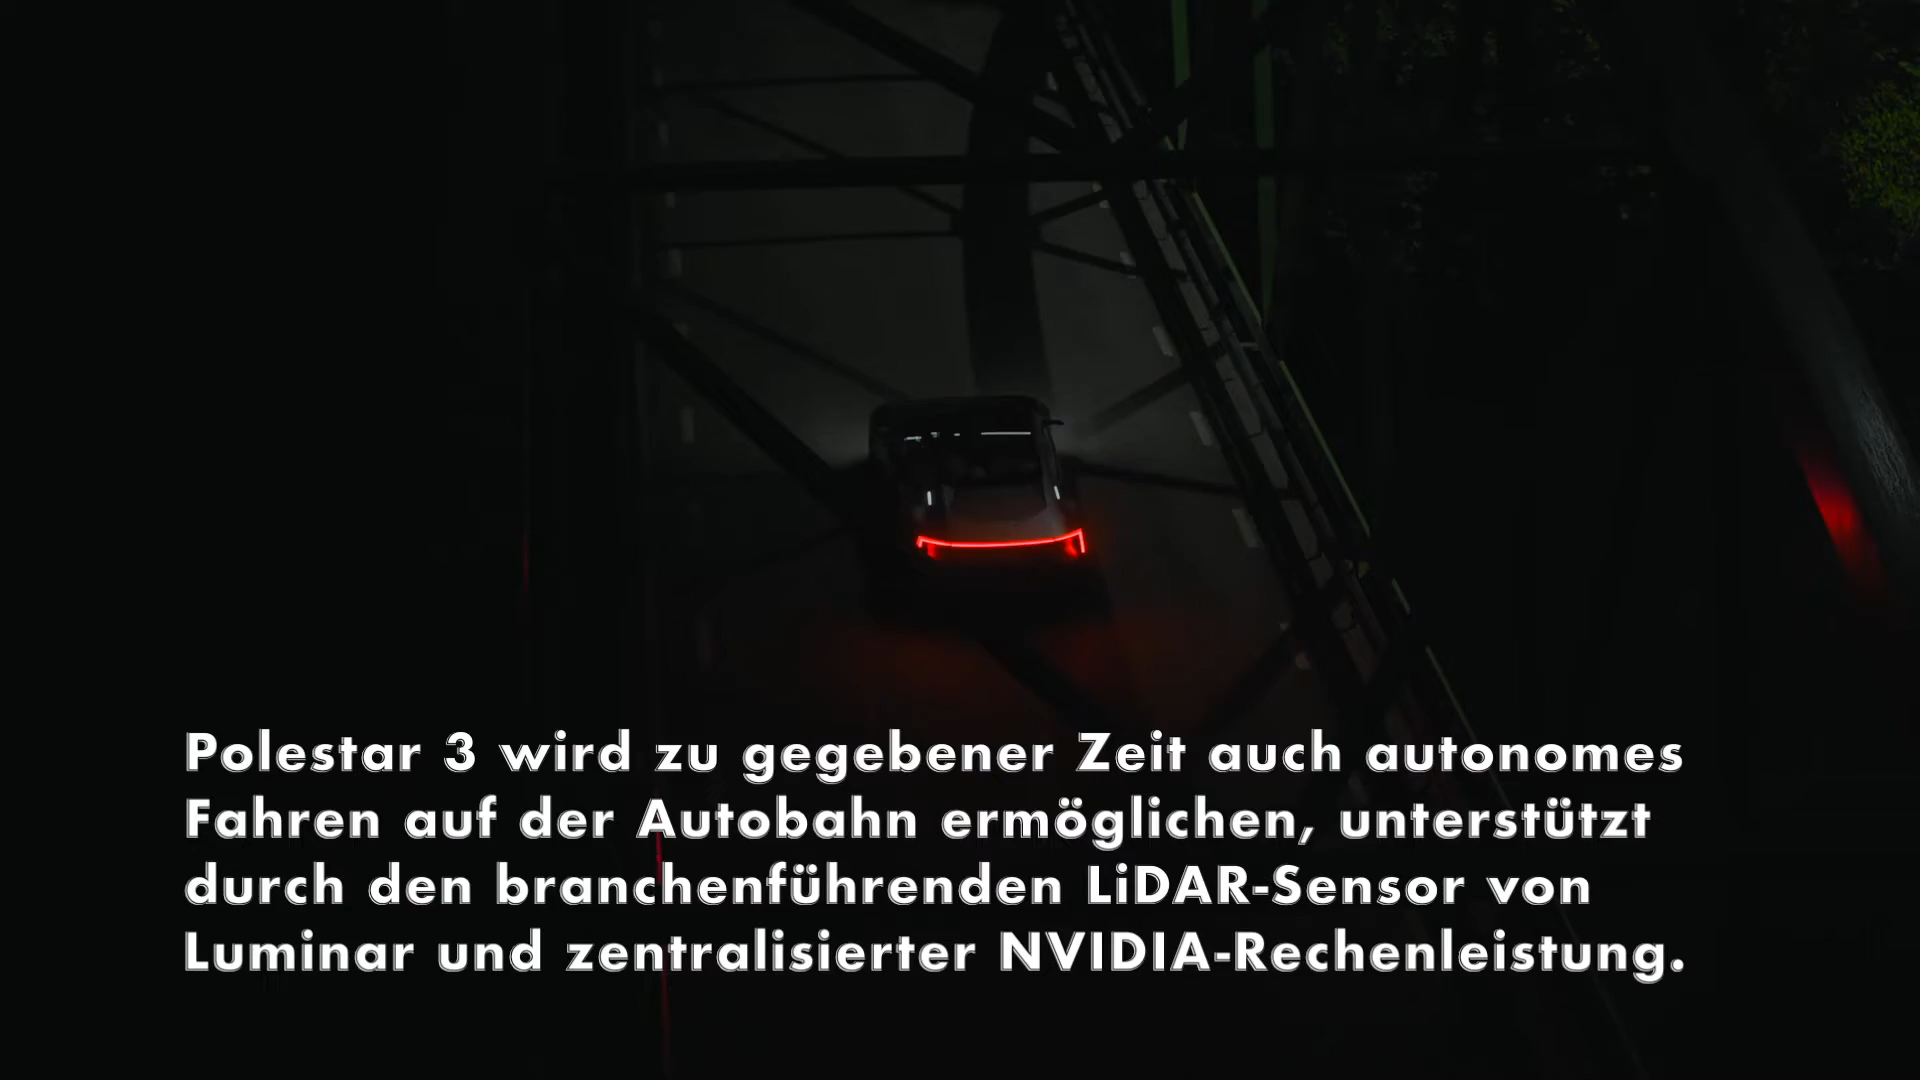 Polestar 3 wird zu gegebener Zeit auch autonomes
Fahren auf der Autobahn ermöglichen, unterstützt
durch den branchenführenden LiDAR-Sensor von
Luminar und zentralisierter NVIDIA-Rechenleistung.